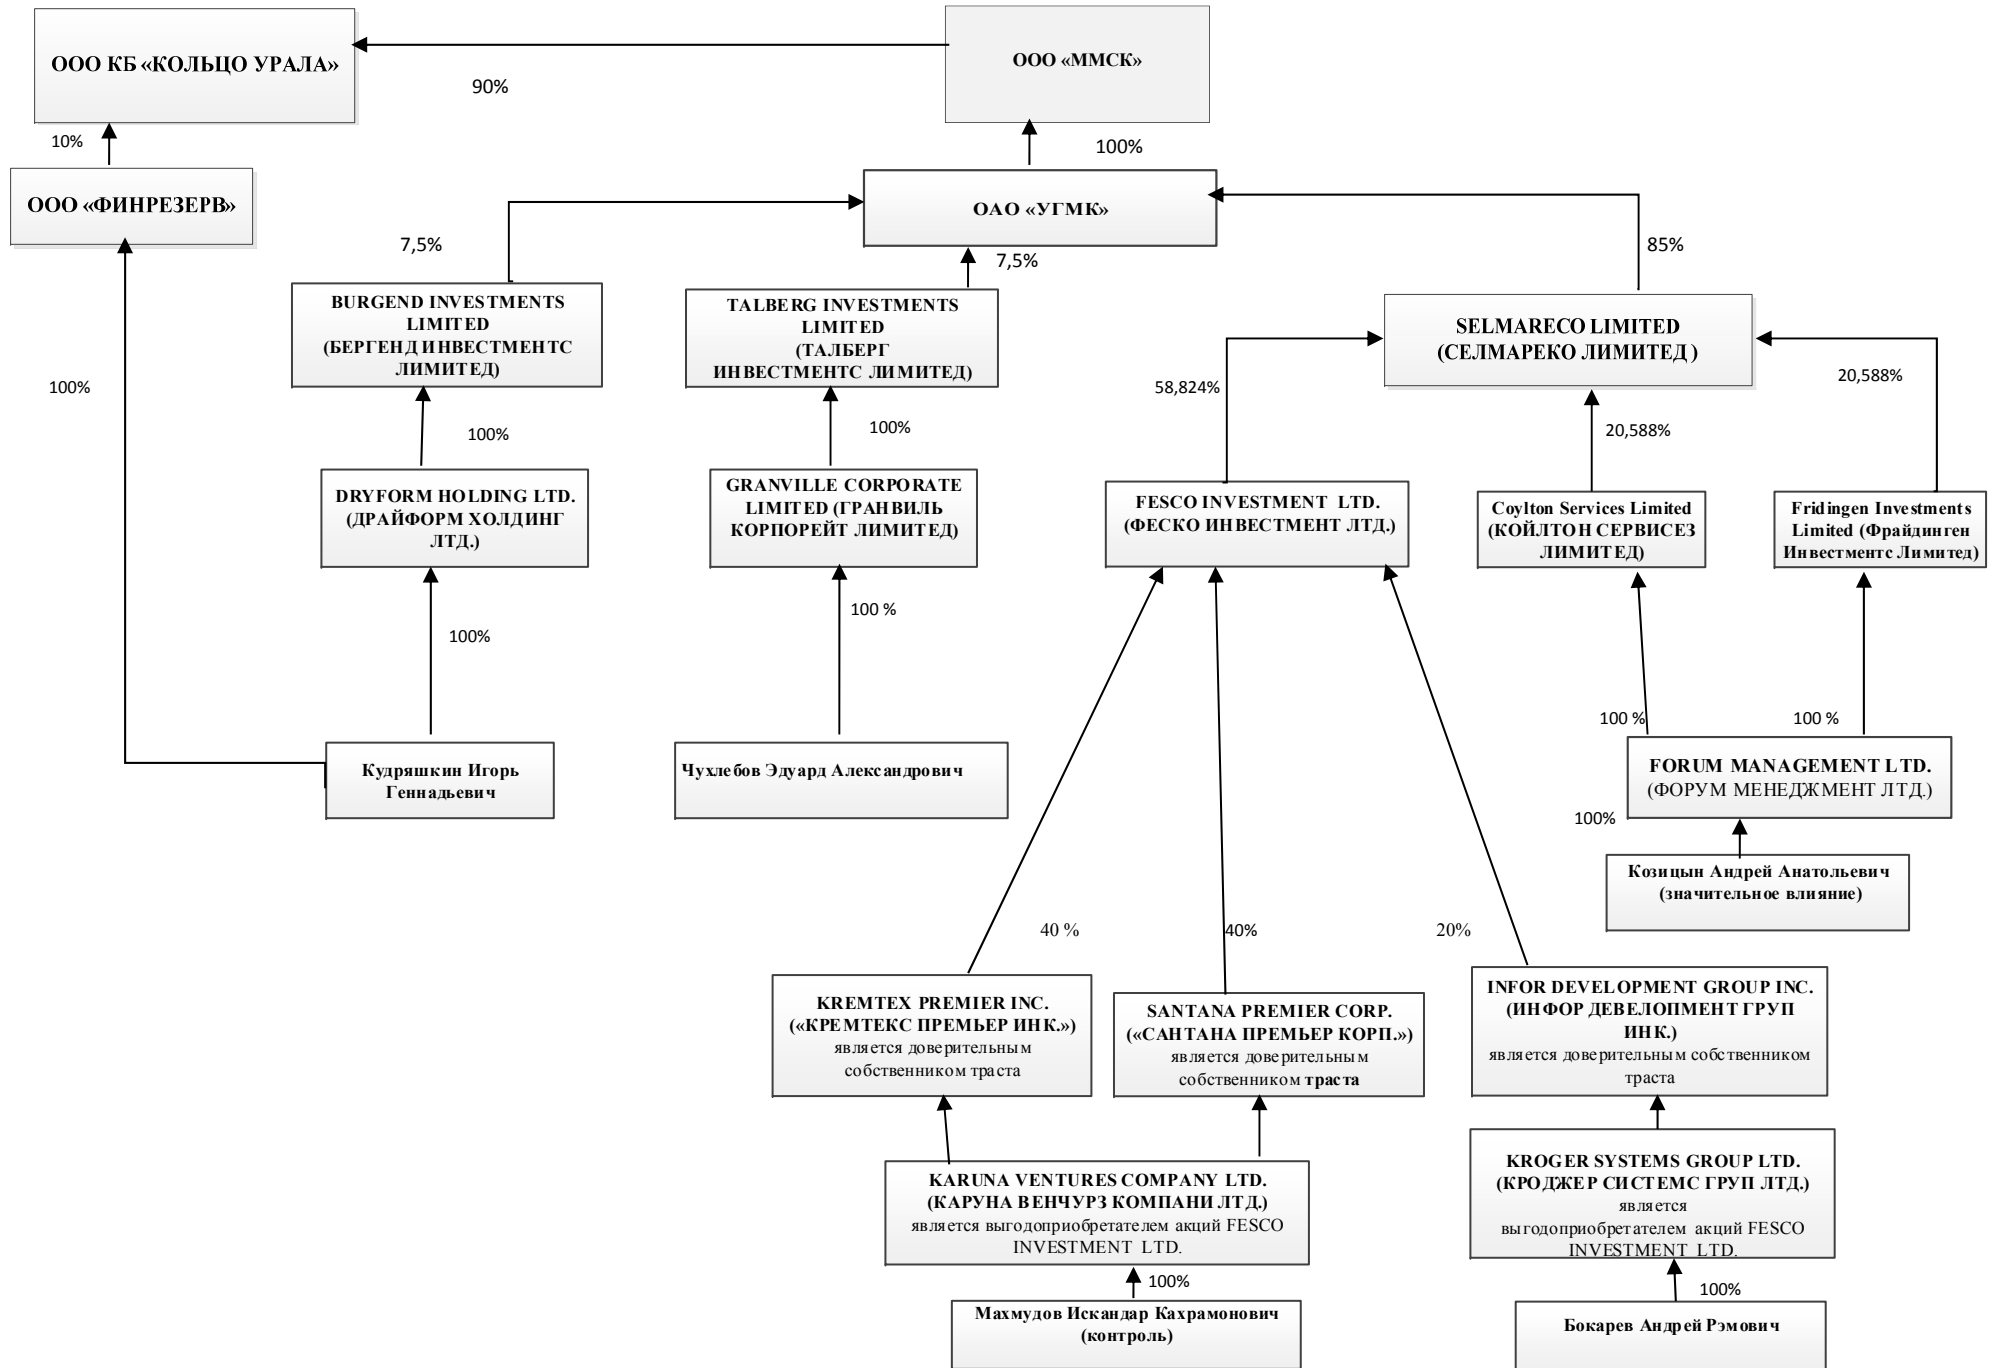 ООО КБ «КОЛЬЦО УРАЛА»
ООО «ММСК»
90%
10%
100%
ООО «ФИНРЕЗЕРВ»
ОАО «УГМК»
7,5%
7,5%
85%
BURGEND INVESTMENTS
LIMITED
(БЕРГЕНД ИНВЕСТМЕНТС
ЛИМИТЕД)
TALBERG INVESTMENTS
LIMITED
(ТАЛБЕРГ
ИНВЕСТМЕНТС ЛИМИТЕД)
SELMARECO LIMITED
(СЕЛМАРЕКО ЛИМИТЕД )
100%
58,824%
20,588%
100%
100%
20,588%
DRYFORM HOLDING LTD.
(ДРАЙФОРМ ХОЛДИНГ
ЛТД.)
GRANVILLE CORPORATE
LIMITED (ГРАНВИЛЬ
КОРПОРЕЙТ ЛИМИТЕД)
FESCO INVESTMENT LTD.
(ФЕСКО ИНВЕСТМЕНТ ЛТД.)
Coylton Services Limited
(КОЙЛТОН СЕРВИСЕЗ
ЛИМИТЕД)
Fridingen Investments
Limited (Фрайдинген
Инвестментс Лимитед)
100%
100 %
100 %
100 %
Кудряшкин Игорь
Геннадьевич
Чухлебов Эдуард Александрович
FORUM MANAGEMENT LTD.
(ФОРУМ МЕНЕДЖМЕНТ ЛТД.)
100%
Козицын Андрей Анатольевич
(значительное влияние)
40 %
40%
20%
KREMTEX PREMIER INC.
(«КРЕМТЕКС ПРЕМЬЕР ИНК.»)
является доверительным
собственником траста
SANTANA PREMIER CORP.
(«САНТАНА ПРЕМЬЕР КОРП.»)
является доверительным
собственником траста
INFOR DEVELOPMENT GROUP INC.
(ИНФОР ДЕВЕЛОПМЕНТ ГРУП
ИНК.)
является доверительным собственником
траста
KARUNA VENTURES COMPANY LTD.
(КАРУНА ВЕНЧУРЗ КОМПАНИ ЛТД.)
является выгодоприобретателем акций FESCO
INVESTMENT LTD.
KROGER SYSTEMS GROUP LTD.
(КРОДЖЕР СИСТЕМС ГРУП ЛТД.)
является
выгодоприобретателем акций FESCO
INVESTMENT LTD.
100%
100%
Махмудов Искандар Кахрамонович
(контроль)
Бокарев Андрей Рэмович